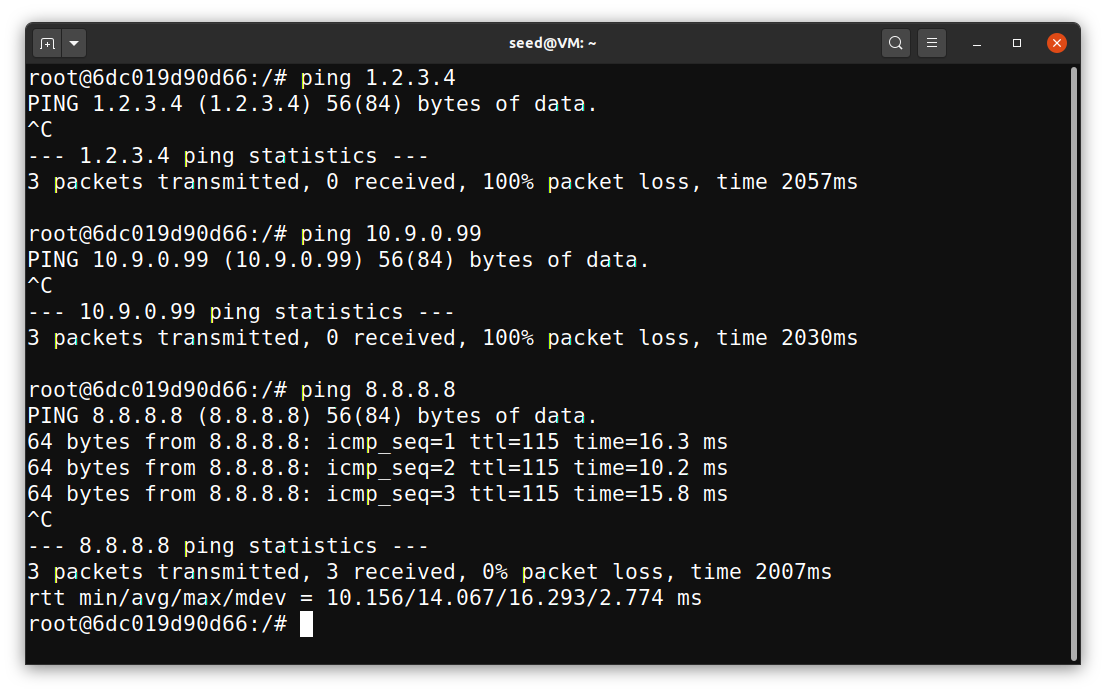 seed@VM: ~
root@6dc019d90d66:/# ping 1.2.3.4
PING 1.2.3.4 (1.2.3.4) 56(84) bytes of data.
^C
--- 1.2.3.4 ping statistics ---
3 packets transmitted, 0 received, 100% packet loss, time 2057ms

root@6dc019d90d66:/# ping 10.9.0.99
PING 10.9.0.99 (10.9.0.99) 56(84) bytes of data.
^C
--- 10.9.0.99 ping statistics ---
3 packets transmitted, 0 received, 100% packet loss, time 2030ms

root@6dc019d90d66:/# ping 8.8.8.8
PING 8.8.8.8 (8.8.8.8) 56(84) bytes of data.
64 bytes from 8.8.8.8: icmp_seq=1 ttl=115 time=16.3 ms
64 bytes from 8.8.8.8: icmp_seq=2 ttl=115 time=10.2 ms
64 bytes from 8.8.8.8: icmp_seq=3 ttl=115 time=15.8 ms
^C
--- 8.8.8.8 ping statistics ---
3 packets transmitted, 3 received, 0% packet loss, time 2007ms
rtt min/avg/max/mdev = 10.156/14.067/16.293/2.774 ms
root@6dc019d90d66:/#